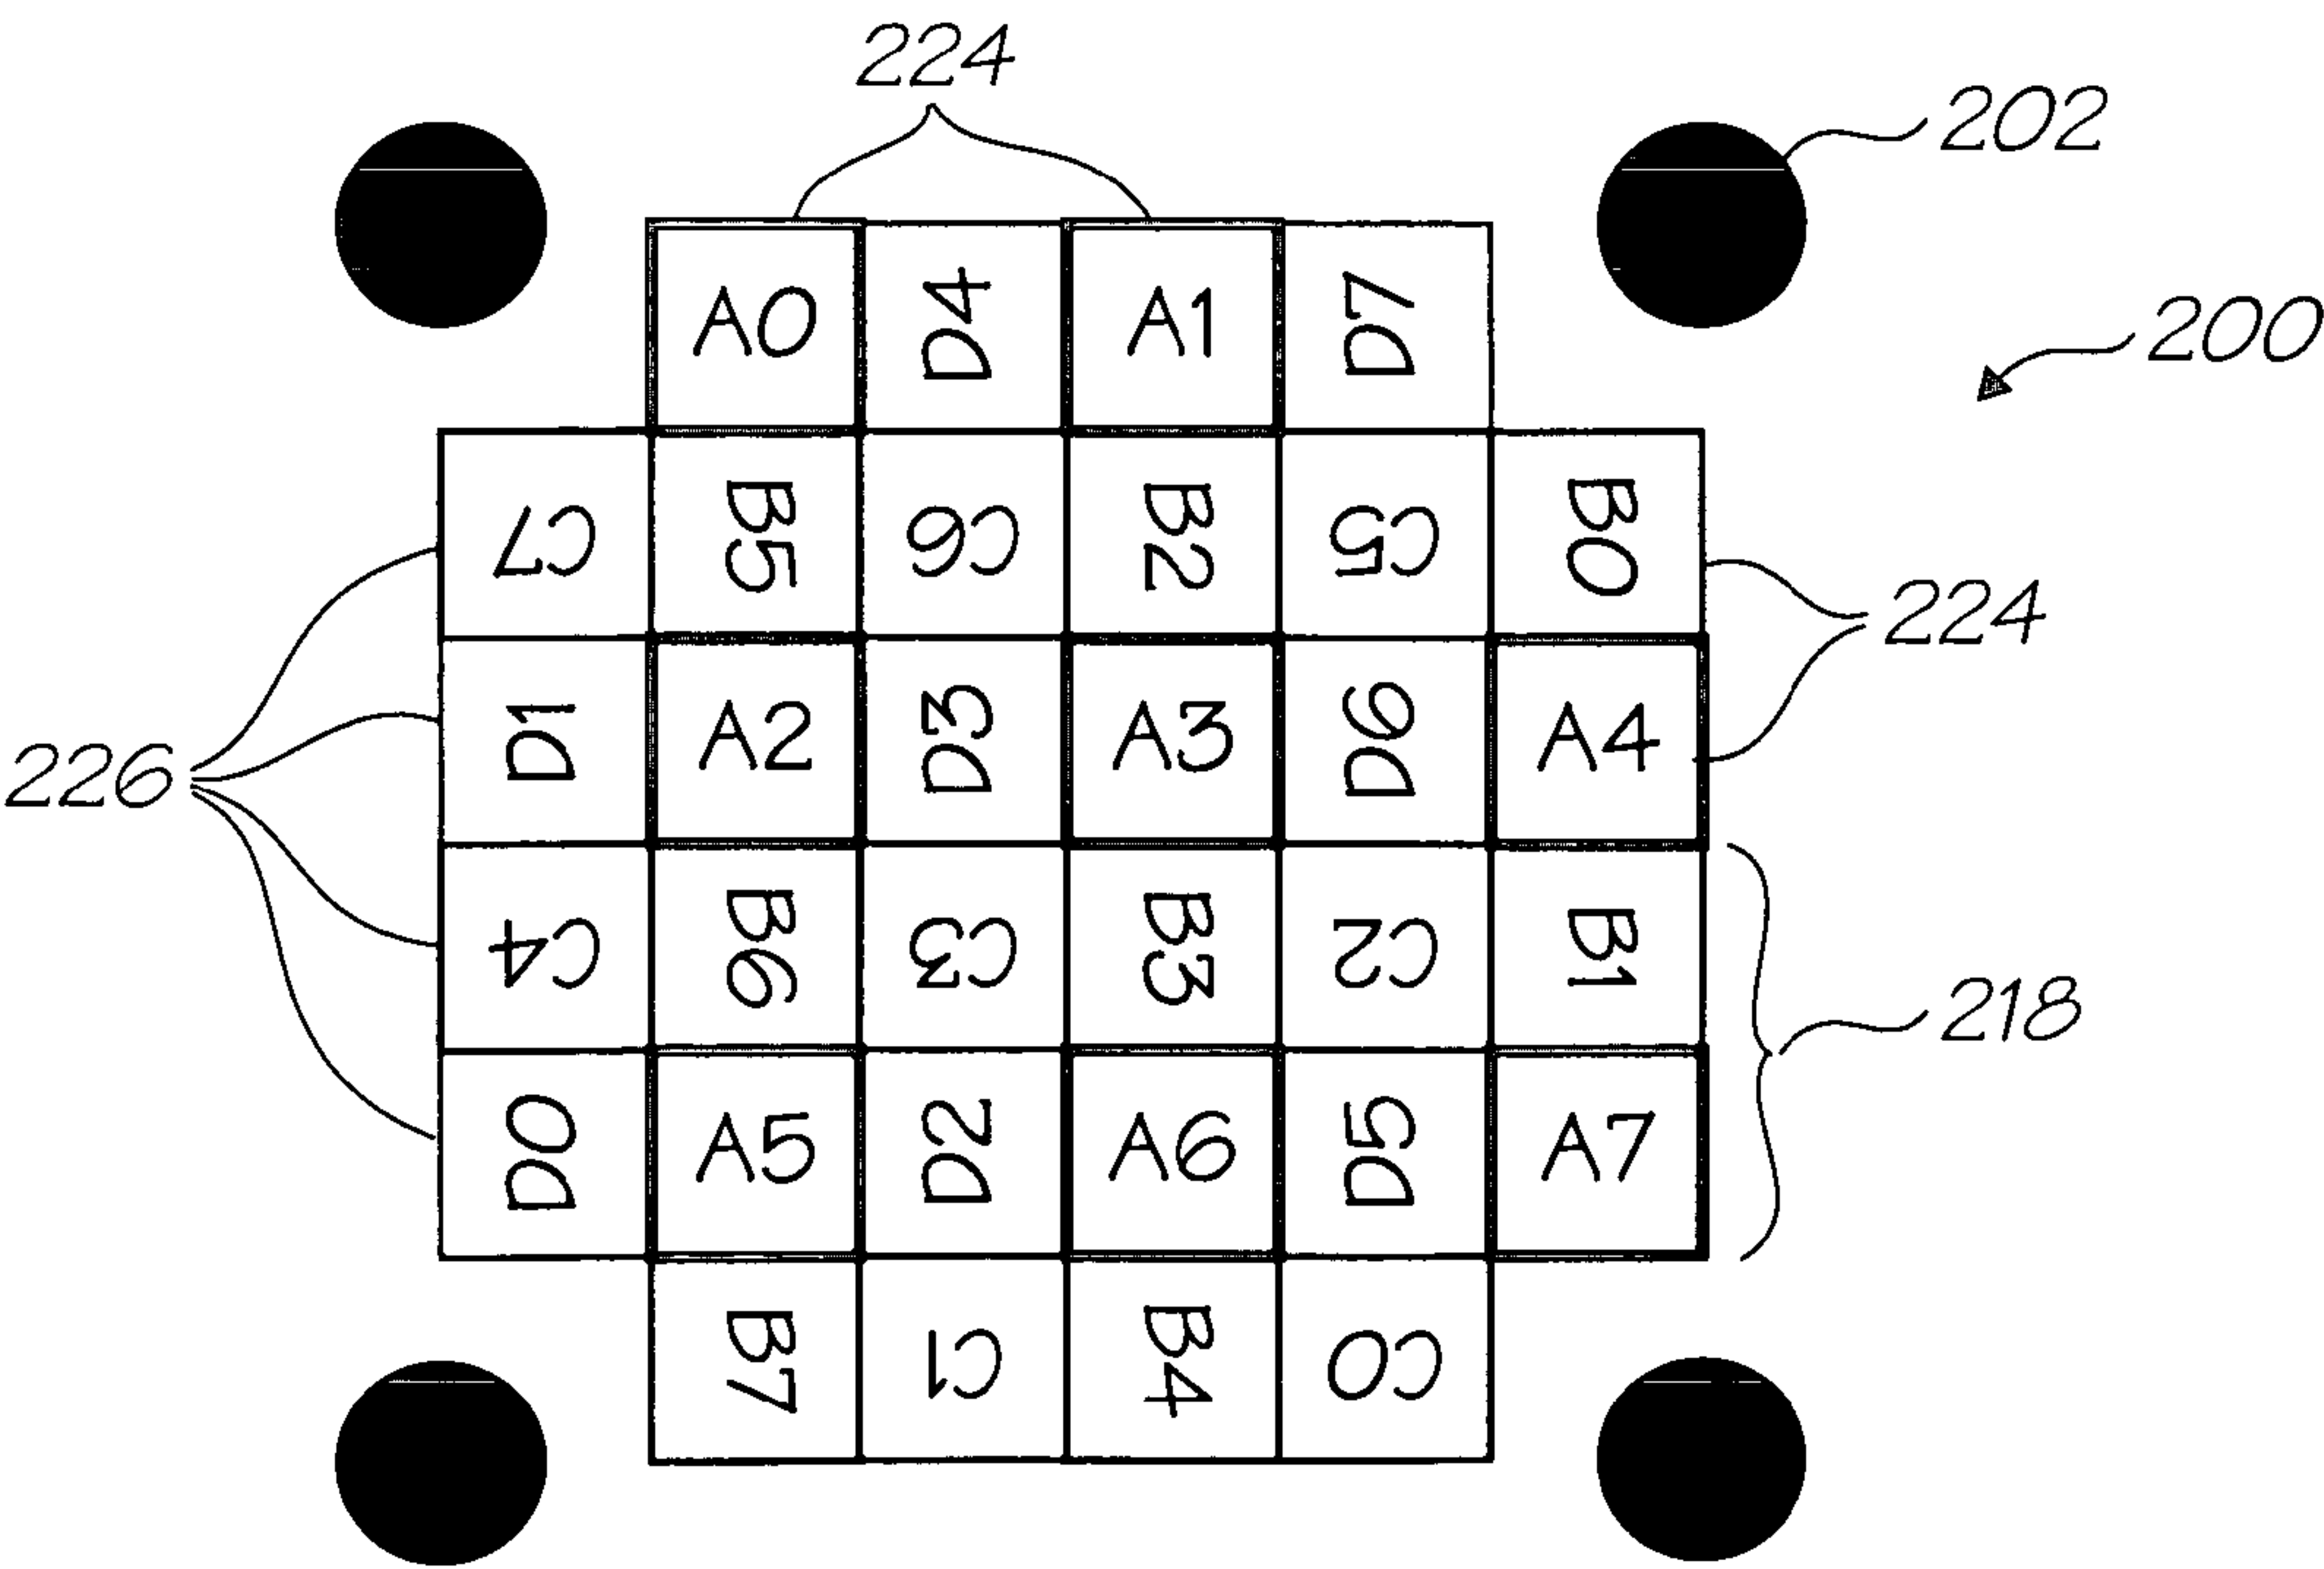 224
202
A0 D4 A1 D7
200
C7 B5 C6 B2 C5 B0
224
D1 A2 D3 A3 D6 A4
226
C4 B6 C3 B3 C2 B1
218
D0 A5 D2 A6 D5 A7
B7 C1 B4 C0